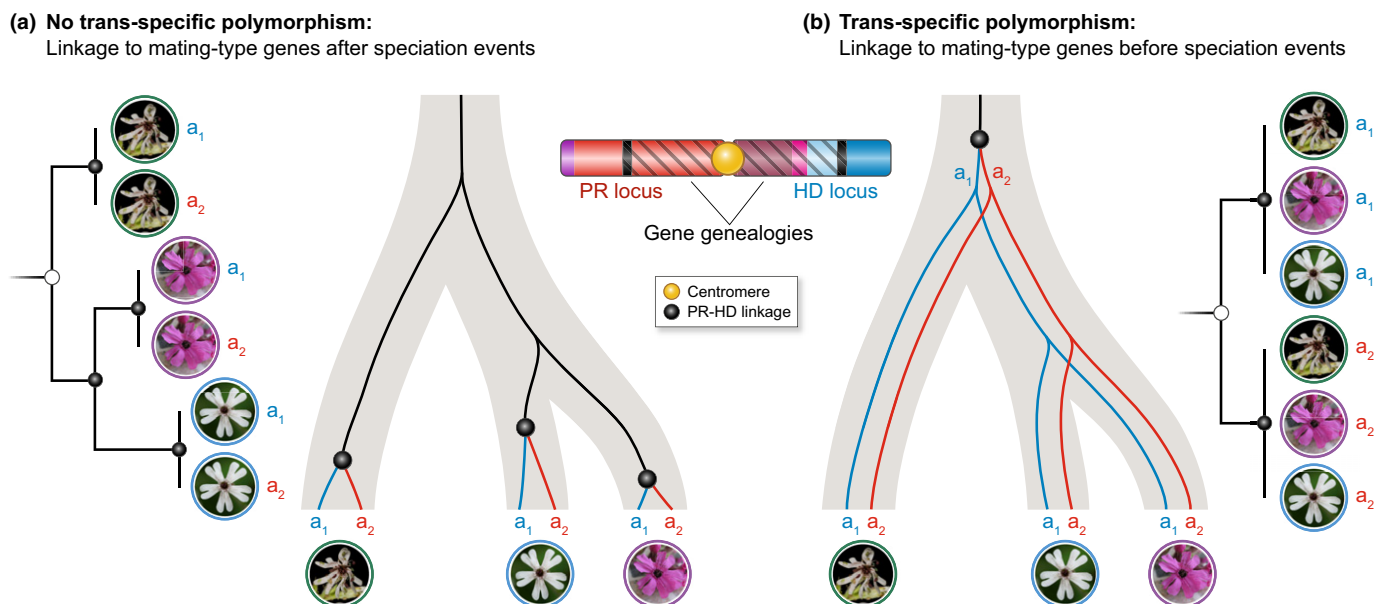 (a) No trans-specific polymorphism:
Linkage to mating-type genes after speciation events
a1
a2
a1
a2
a1
a2
a1 a2
a1 a2
a1 a2
PR locus
HD locus
Gene genealogies
Centromere
PR-HD linkage
(b) Trans-specific polymorphism:
Linkage to mating-type genes before speciation events
a1 a2
a1 a2
a1 a2
a1 a2
a1
a1
a1
a2
a2
a2